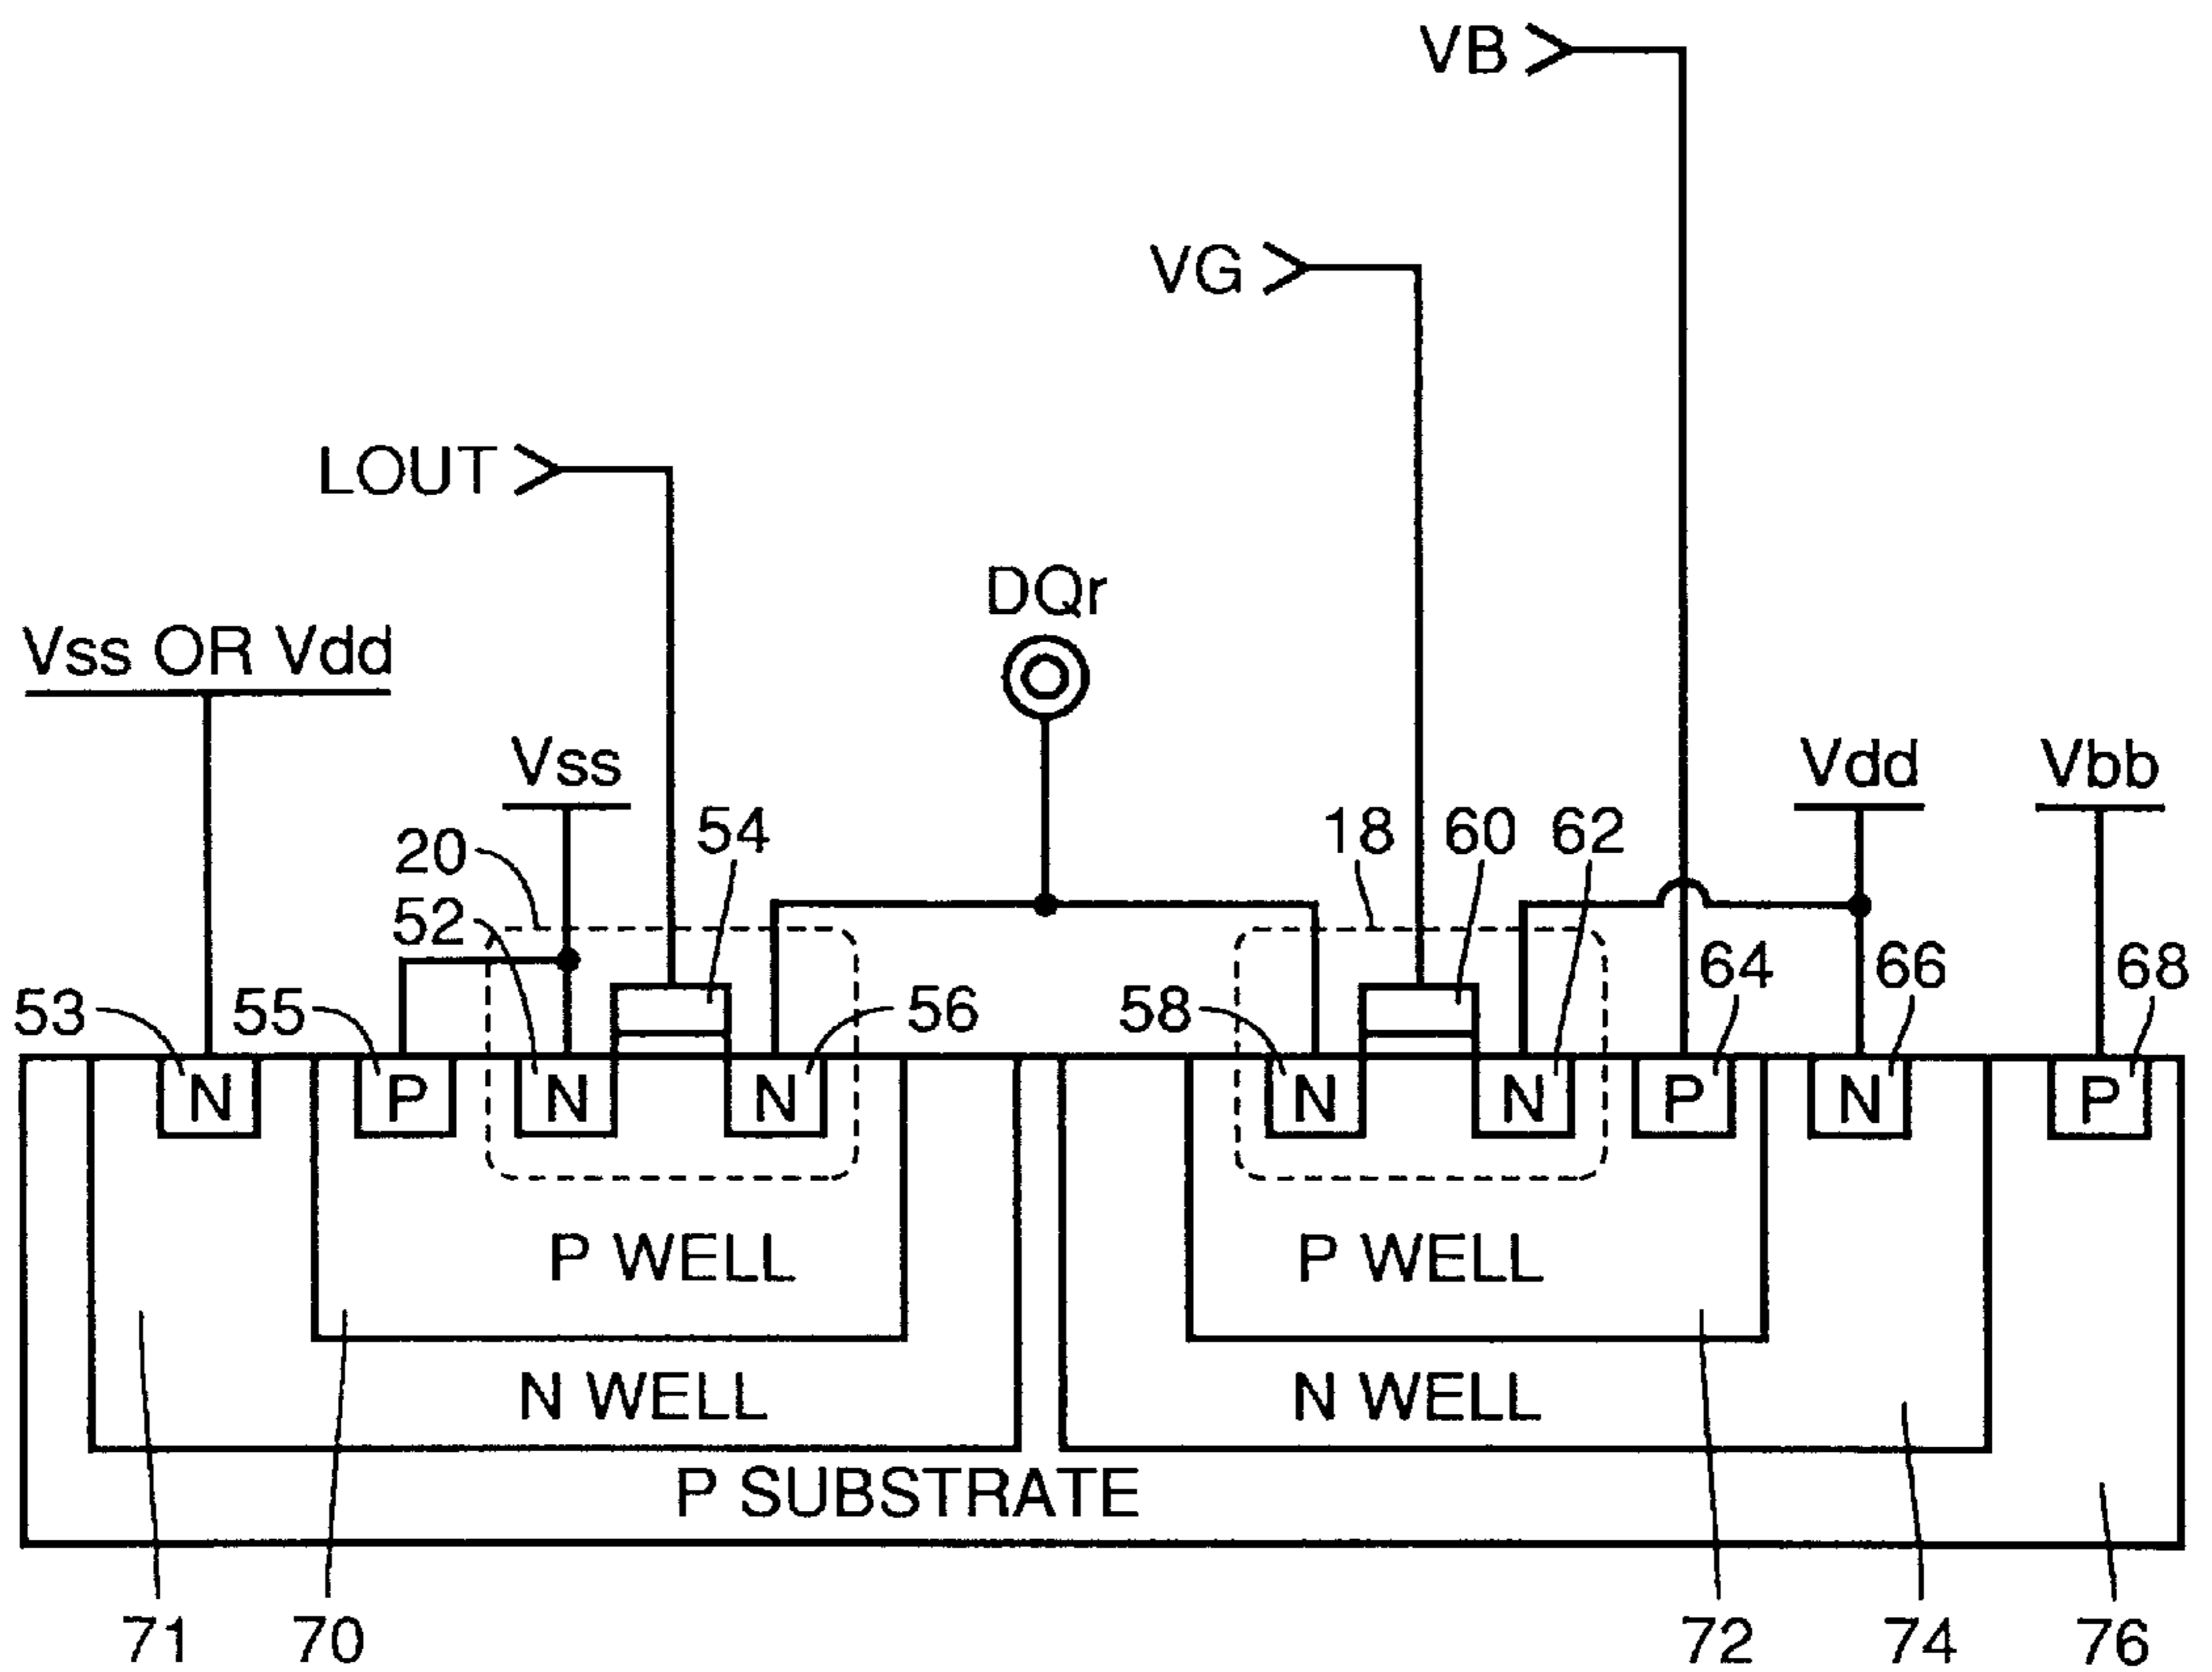 VB
VG
LOUT
DQr
Vss OR Vdd
Vss
Vdd
Vbb
20
54
18
60
62
52
64
66
68
53
55
56
58
N
P
N
N
N
N
P
N
P
P WELL
P WELL
N WELL
N WELL
P SUBSTRATE
71
70
72
74
76